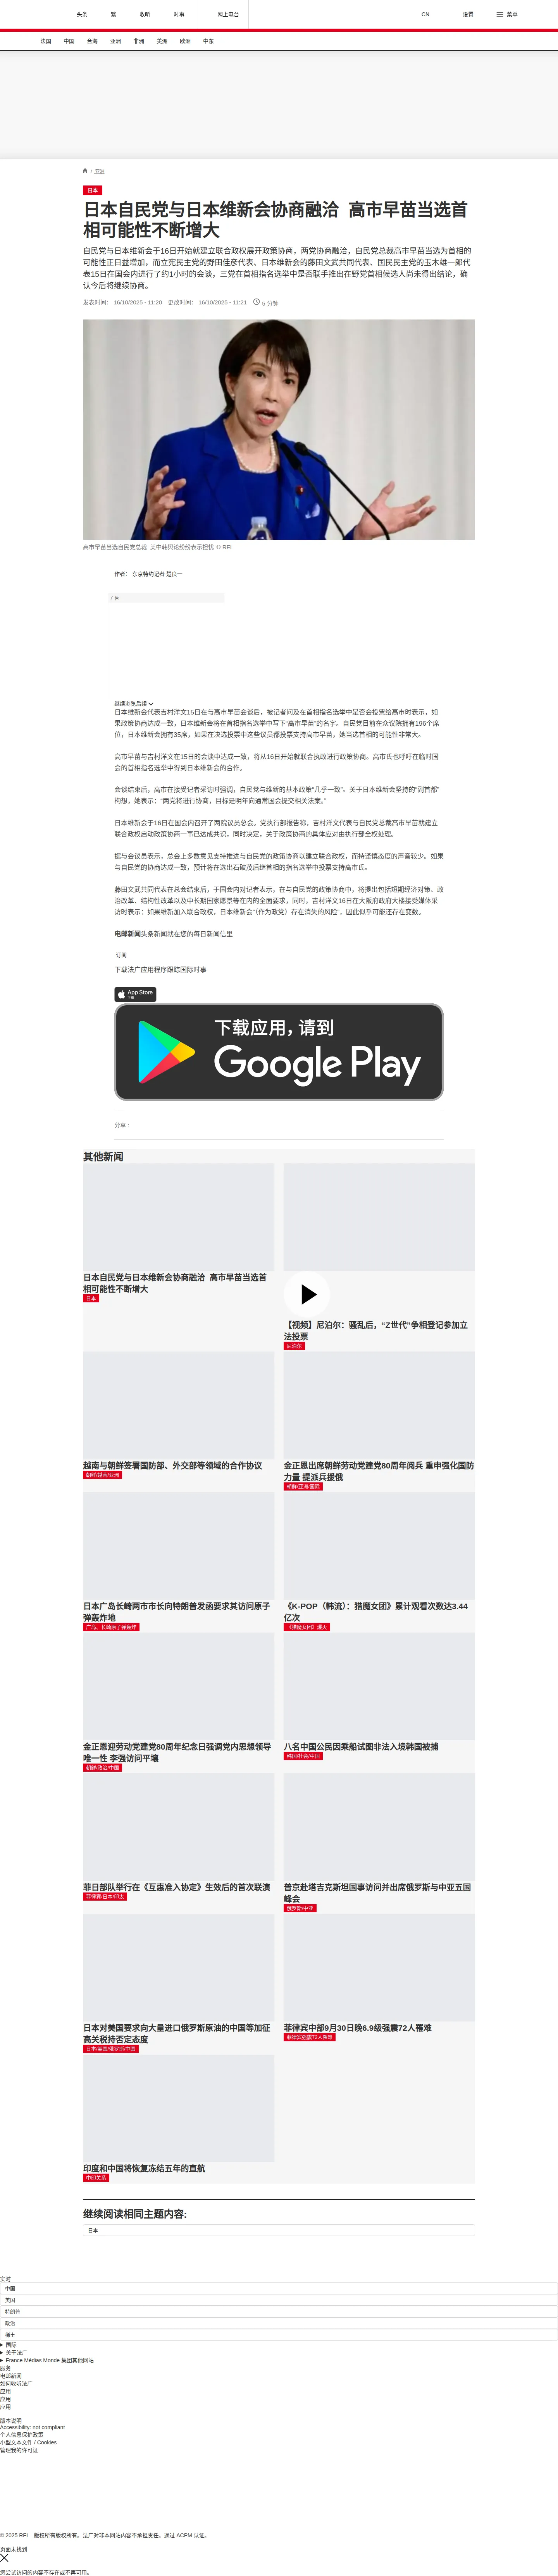 头条
繁
收听
时事
网上电台
CN
设置
菜单
法国
中国
台海
亚洲
非洲
美洲
欧洲
中东
/ 亚洲
日本
日本自民党与日本维新会协商融洽 高市早苗当选首
相可能性不断增大
自民党与日本维新会于16日开始就建立联合政权展开政策协商，两党协商融洽，自民党总裁高市早苗当选为首相的
可能性正日益增加，而立宪民主党的野田佳彦代表、日本维新会的藤田文武共同代表、国民民主党的玉木雄一郎代
表15日在国会内进行了约1小时的会谈，三党在首相指名选举中是否联手推出在野党首相候选人尚未得出结论，确
认今后将继续协商。
发表时间： 16/10/2025 - 11:20 更改时间： 16/10/2025 - 11:21 5 分钟
高市早苗当选自民党总裁 美中韩舆论纷纷表示担忧 © RFI
作者： 东京特约记者 楚良一
广告
继续浏览后续
日本维新会代表吉村洋文15日在与高市早苗会谈后，被记者问及在首相指名选举中是否会投票给高市时表示，如
果政策协商达成一致，日本维新会将在首相指名选举中写下“高市早苗”的名字。自民党目前在众议院拥有196个席
位，日本维新会拥有35席，如果在决选投票中这些议员都投票支持高市早苗，她当选首相的可能性非常大。
高市早苗与吉村洋文在15日的会谈中达成一致，将从16日开始就联合执政进行政策协商。高市氏也呼吁在临时国
会的首相指名选举中得到日本维新会的合作。
会谈结束后，高市在接受记者采访时强调，自民党与维新的基本政策“几乎一致”。关于日本维新会坚持的“副首都”
构想，她表示：“两党将进行协商，目标是明年向通常国会提交相关法案。”
日本维新会于16日在国会内召开了两院议员总会。党执行部报告称，吉村洋文代表与自民党总裁高市早苗就建立
联合政权启动政策协商一事已达成共识，同时决定，关于政策协商的具体应对由执行部全权处理。
据与会议员表示，总会上多数意见支持推进与自民党的政策协商以建立联合政权，而持谨慎态度的声音较少。如果
与自民党的协商达成一致，预计将在选出石破茂后继首相的指名选举中投票支持高市氏。
藤田文武共同代表在总会结束后，于国会内对记者表示，在与自民党的政策协商中，将提出包括短期经济对策、政
治改革、结构性改革以及中长期国家愿景等在内的全面要求，同时，吉村洋文16日在大阪府政府大楼接受媒体采
访时表示：如果维新加入联合政权，日本维新会“（作为政党）存在消失的风险”，因此似乎可能还存在变数。
电邮新闻头条新闻就在您的每日新闻信里
订阅
下载法广应用程序跟踪国际时事
App Store
下载
下载应用，请到
Google Play
分享 :
其他新闻
日本自民党与日本维新会协商融洽 高市早苗当选首
相可能性不断增大
日本
【视频】尼泊尔：骚乱后，“Z世代”争相登记参加立
法投票
尼泊尔
越南与朝鲜签署国防部、外交部等领域的合作协议
朝鲜/越南/亚洲
金正恩出席朝鲜劳动党建党80周年阅兵 重申强化国防
力量 提派兵援俄
朝鲜/亚洲/国际
日本广岛长崎两市市长向特朗普发函要求其访问原子
弹轰炸地
广岛、长崎原子弹轰炸
《K-POP（韩流）：猎魔女团》累计观看次数达3.44
亿次
《猎魔女团》爆火
金正恩迎劳动党建党80周年纪念日强调党内思想领导
唯一性 李强访问平壤
朝鲜/政治/中国
八名中国公民因乘船试图非法入境韩国被捕
韩国/社会/中国
菲日部队举行在《互惠准入协定》生效后的首次联演
菲律宾/日本/印太
普京赴塔吉克斯坦国事访问并出席俄罗斯与中亚五国
峰会
俄罗斯/中亚
日本对美国要求向大量进口俄罗斯原油的中国等加征
高关税持否定态度
日本/美国/俄罗斯/中国
菲律宾中部9月30日晚6.9级强震72人罹难
菲律宾强震72人罹难
印度和中国将恢复冻结五年的直航
中印关系
继续阅读相同主题内容:
日本
实时
中国
美国
特朗普
政治
稀土
国际
关于法广
France Médias Monde 集团其他网站
服务
电邮新闻
如何收听法广
应用
应用
应用
版本说明
Accessibility: not compliant
个人信息保护政策
小型文本文件 / Cookies
管理我的许可证
© 2025 RFI – 版权所有版权所有。法广对非本网站内容不承担责任。通过 ACPM 认证。
页面未找到
您尝试访问的内容不存在或不再可用。